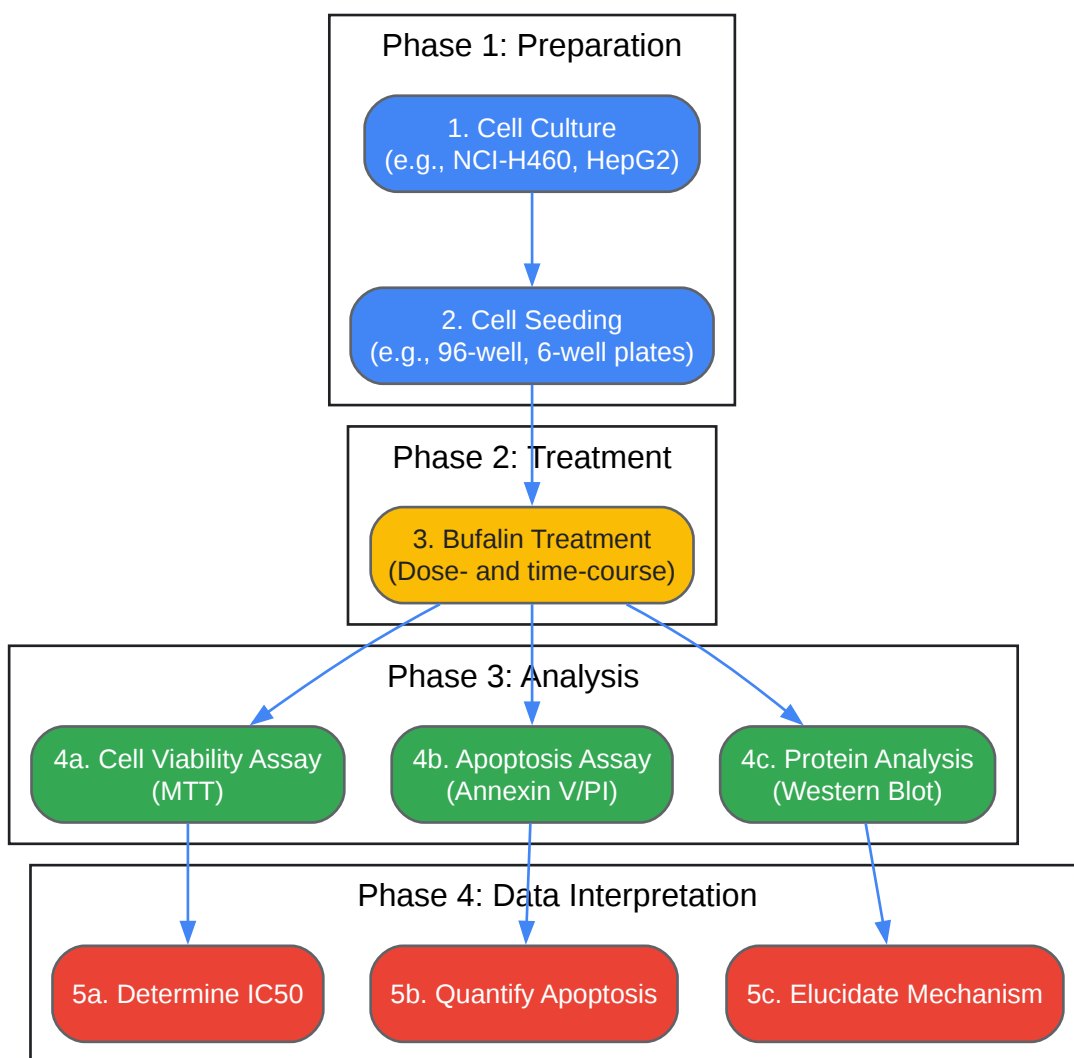 Phase 1: Preparation
1. Cell Culture
(e.g., NCI-H460, HepG2)
2. Cell Seeding
(e.g., 96-well, 6-well plates)
Phase 2: Treatment
3. Bufalin Treatment
(Dose- and time-course)
Phase 3: Analysis
4a. Cell Viability Assay
(MTT)
4b. Apoptosis Assay
(Annexin V/PI)
4c. Protein Analysis
(Western Blot)
Phase 4: Data Interpretation
5a. Determine IC50
5b. Quantify Apoptosis
5c. Elucidate Mechanism